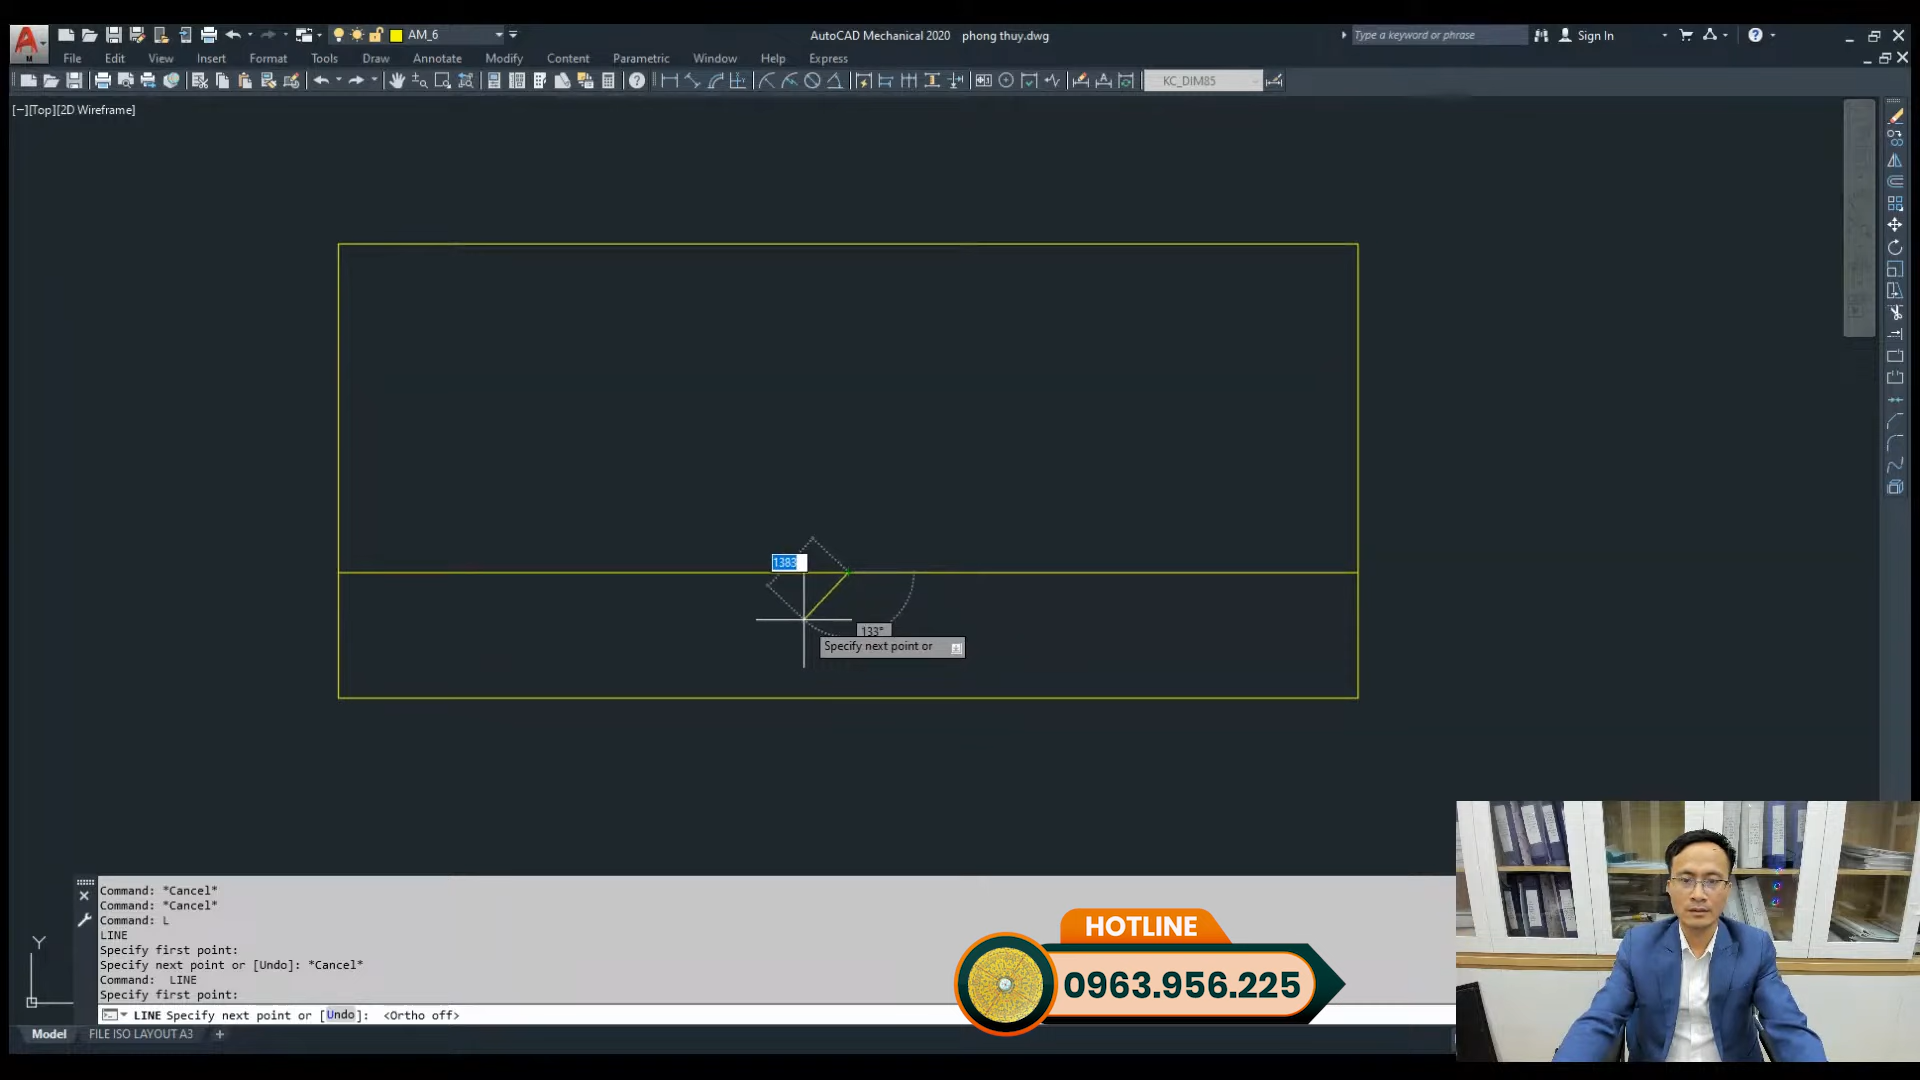 AM_6
AutoCAD Mechanical 2020 phong thuy.dwg
Type a keyword or phrase
Sign In
File Edit View Insert Format Tools Draw Annotate Modify Content Parametric Window Help Express
KC_DIM85
[−][Top][2D Wireframe]
1383
133°
Specify next point or
Command: *Cancel*
Command: *Cancel*
Command: L
LINE
Specify first point:
Specify next point or [Undo]: *Cancel*
Command:  LINE
Specify first point:
LINE Specify next point or [Undo]:  <Ortho off>
Y
Model FILE ISO LAYOUT A3 +
HOTLINE
0963.956.225